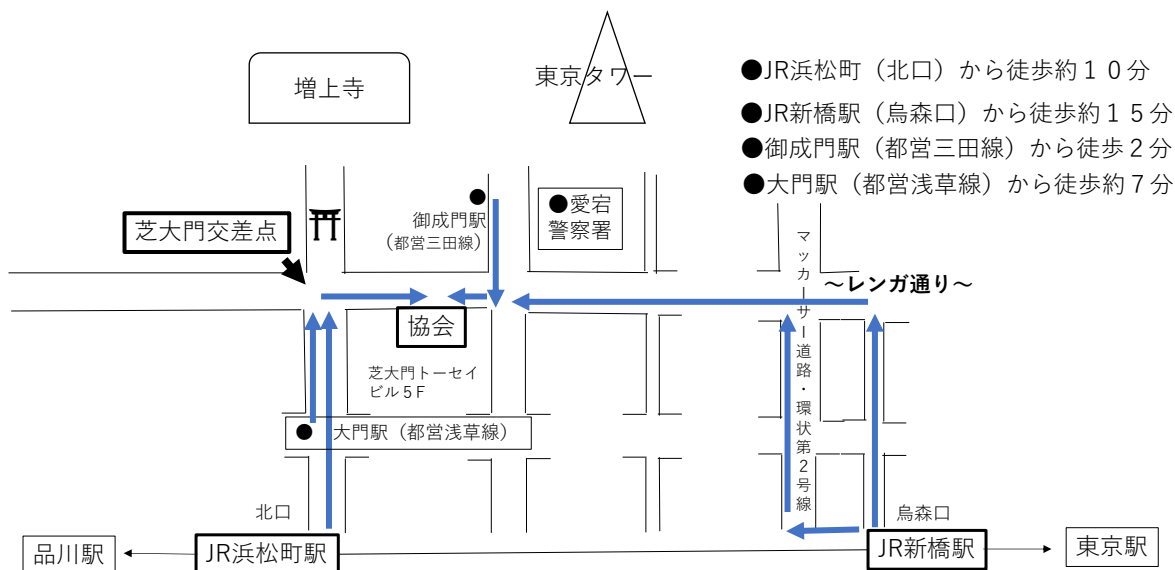 増上寺
東京タワー
●JR浜松町（北口）から徒歩約１０分
●JR新橋駅（烏森口）から徒歩約１５分
●御成門駅（都営三田線）から徒歩２分
●大門駅（都営浅草線）から徒歩約７分
芝大門交差点
御成門駅
（都営三田線）
●愛宕
警察署
マッカーサー道路・環状第２号線
～レンガ通り～
協会
芝大門トーセイ
ビル５F
大門駅（都営浅草線）
北口
烏森口
品川駅
JR浜松町駅
JR新橋駅
東京駅